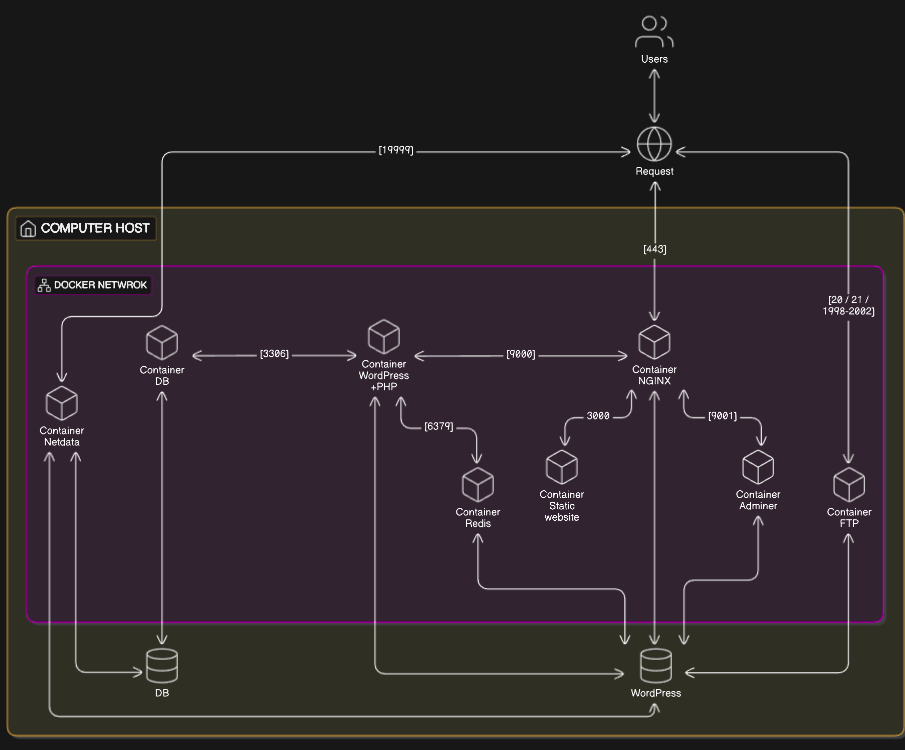 Users
[19999]
Request
COMPUTER HOST
[443]
DOCKER NETWROK
[20 / 21 /
1998-2002]
Container
DB
[3306]
Container
WordPress
+PHP
[9000]
Container
NGINX
Container
Netdata
[6379]
3000
[9001]
Container
Redis
Container
Static
website
Container
Adminer
Container
FTP
DB
WordPress